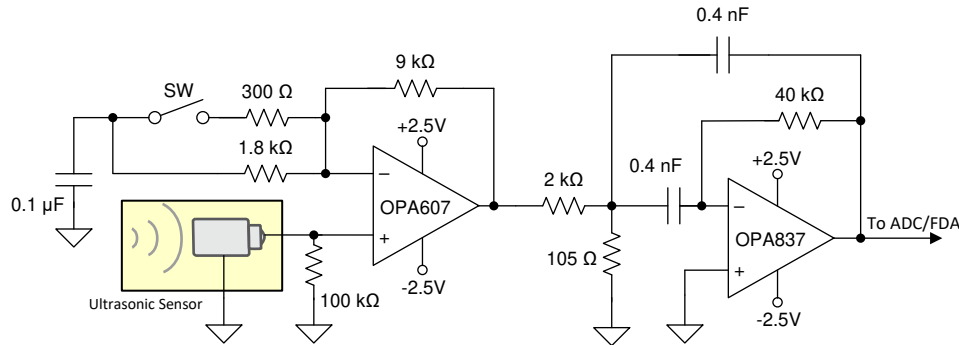 0.4 nF
9 kΩ
SW
300 Ω
40 kΩ
+2.5V
1.8 kΩ
0.4 nF
+2.5V
2 kΩ
−
OPA607
0.1 µF
−
OPA837
To ADC/FDA
+
105 Ω
+
-2.5V
100 kΩ
Ultrasonic Sensor
-2.5V